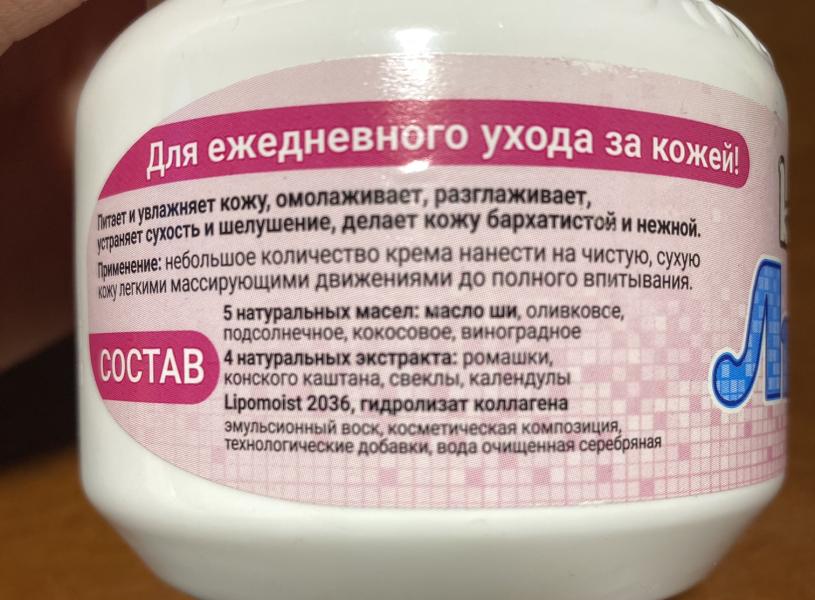 Для ежедневного ухода за кожей!
Питает и увлажняет кожу, омолаживает, разглаживает,
устраняет сухость и шелушение, делает кожу бархатистой и нежной.
Применение: небольшое количество крема нанести на чистую, сухую
кожу легкими массирующими движениями до полного впитывания.
5 натуральных масел: масло ши, оливковое,
подсолнечное, кокосовое, виноградное
СОСТАВ
4 натуральных экстракта: ромашки,
конского каштана, свеклы, календулы
Lipomoist 2036, гидролизат коллагена
эмульсионный воск, косметическая композиция,
технологические добавки, вода очищенная серебряная